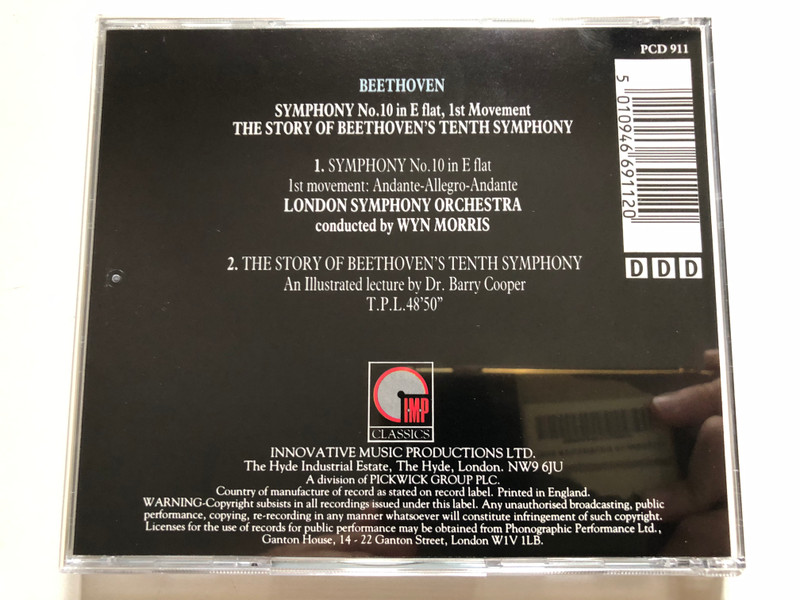 PCD 911
BEETHOVEN
SYMPHONY No.10 in E flat, 1st Movement
THE STORY OF BEETHOVEN'S TENTH SYMPHONY
1. SYMPHONY No.10 in E flat
1st movement: Andante-Allegro-Andante
LONDON SYMPHONY ORCHESTRA
conducted by WYN MORRIS
2. THE STORY OF BEETHOVEN'S TENTH SYMPHONY
An Illustrated lecture by Dr. Barry Cooper
T.P.L.48'50"
5 010946 691120
DDD
IMP
CLASSICS
INNOVATIVE MUSIC PRODUCTIONS LTD.
The Hyde Industrial Estate, The Hyde, London. NW9 6JU
A division of PICKWICK GROUP PLC.
Country of manufacture of record as stated on record label. Printed in England.
WARNING-Copyright subsists in all recordings issued under this label. Any unauthorised broadcasting, public
performance, copying, re-recording in any manner whatsoever will constitute infringement of such copyright.
Licenses for the use of records for public performance may be obtained from Phonographic Performance Ltd.,
Ganton House, 14 - 22 Ganton Street, London W1V 1LB.